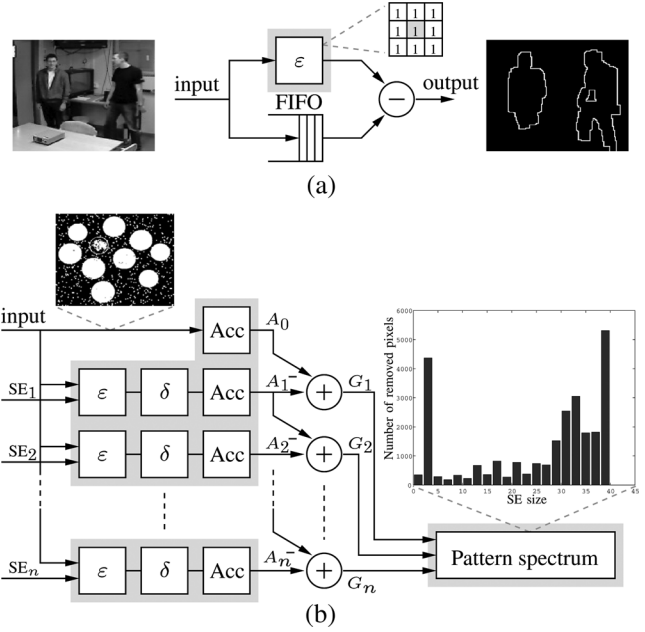 1 1 1
1 1 1
1 1 1
input
ε
FIFO
−
output
(a)
input
Acc
A0
SE1
ε
δ
Acc
A1
−
+
G1
SE2
ε
δ
Acc
A2
−
+
G2
SEn
ε
δ
Acc
An
−
+
Gn
Number of removed pixels
6000
5000
4000
3000
2000
1000
0
0 5 10 15 20 25 30 35 40 45
SE size
Pattern spectrum
(b)